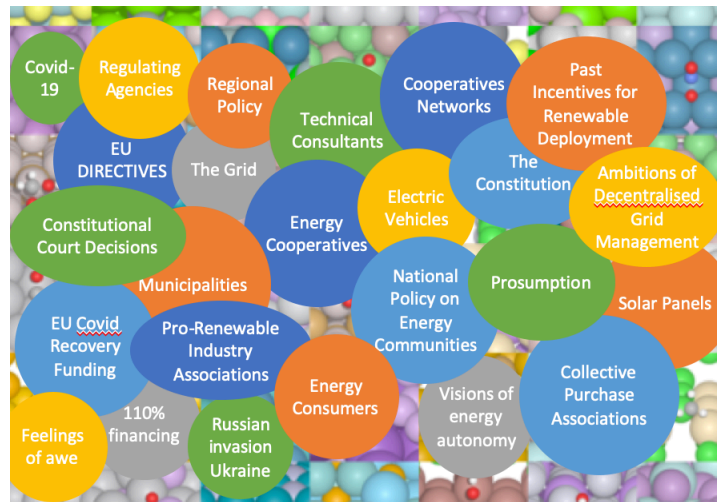 Covid-
19
Regulating
Agencies
Regional
Policy
Technical
Consultants
Cooperatives
Networks
Past
Incentives for
Renewable
Deployment
EU
DIRECTIVES
The Grid
The
Constitution
Ambitions of
Decentralised
Grid
Management
Constitutional
Court Decisions
Energy
Cooperatives
Electric
Vehicles
Municipalities
National
Policy on
Energy
Communities
Prosumption
Solar Panels
EU Covid
Recovery
Funding
Pro-Renewable
Industry
Associations
Energy
Consumers
Visions of
energy
autonomy
Collective
Purchase
Associations
Feelings
of awe
110%
financing
Russian
invasion
Ukraine